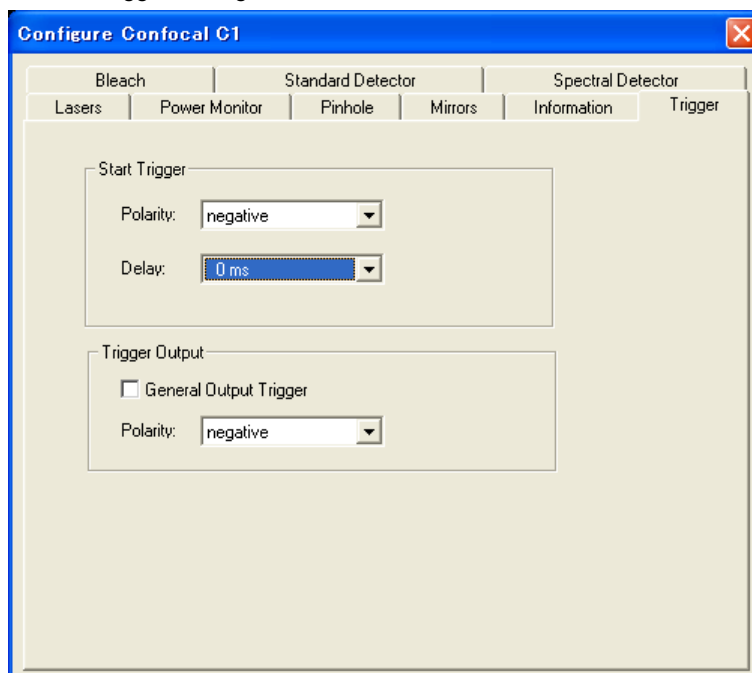 Configure Confocal C1
Bleach Standard Detector Spectral Detector
Lasers Power Monitor Pinhole Mirrors Information Trigger
Start Trigger
Polarity: negative
Delay: 0 ms
Trigger Output
General Output Trigger
Polarity: negative